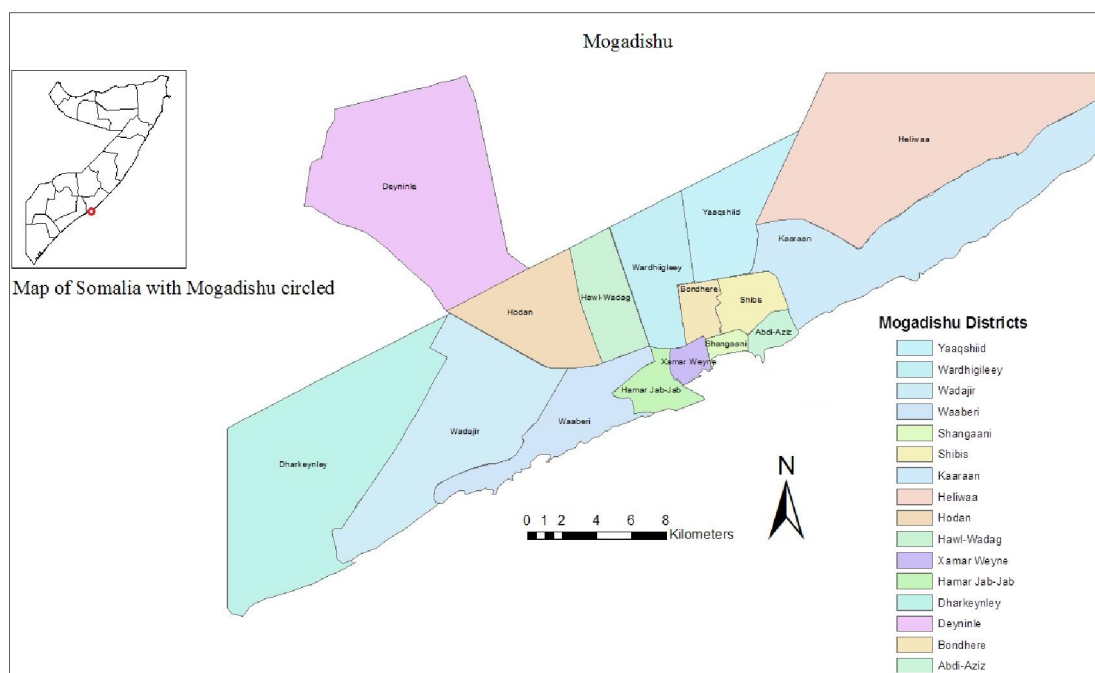 Mogadishu
Map of Somalia with Mogadishu circled
Heliwaa
Deyninle
Yaaqshiid
Kaaraan
Wardhiigleey
Bondhere
Hawl-Wadag
Shibis
Hodan
Abdi-Aziz
Shangaani
Xamar Weyne
Hamar Jab-Jab
Waaberi
Wadajir
Dharkeynley
N
0 1 2 4 6 8
Kilometers
Mogadishu Districts
Yaaqshiid
Wardhigileey
Wadajir
Waaberi
Shangaani
Shibis
Kaaraan
Heliwaa
Hodan
Hawl-Wadag
Xamar Weyne
Hamar Jab-Jab
Dharkeynley
Deyninle
Bondhere
Abdi-Aziz